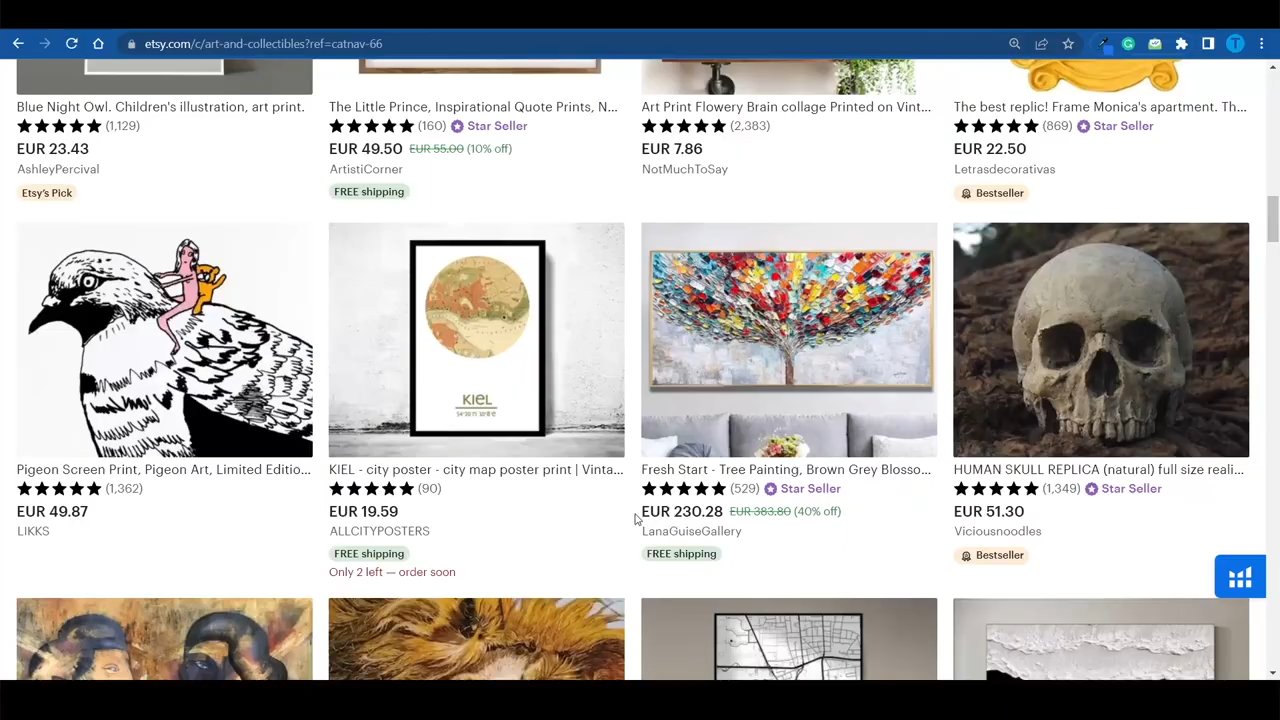 etsy.com/c/art-and-collectibles?ref=catnav-66
T
Blue Night Owl. Children's illustration, art print.
(1,129)
EUR 23.43
AshleyPercival
Etsy's Pick
The Little Prince, Inspirational Quote Prints, N...
(160) Star Seller
EUR 49.50 EUR 55.00 (10% off)
ArtistiCorner
FREE shipping
Art Print Flowery Brain collage Printed on Vint...
(2,383)
EUR 7.86
NotMuchToSay
The best replic! Frame Monica's apartment. Th...
(869) Star Seller
EUR 22.50
Letrasdecorativas
Bestseller
KIEL
Pigeon Screen Print, Pigeon Art, Limited Editio...
(1,362)
EUR 49.87
LIKKS
KIEL - city poster - city map poster print | Vinta...
(90)
EUR 19.59
ALLCITYPOSTERS
FREE shipping
Only 2 left — order soon
Fresh Start - Tree Painting, Brown Grey Blosso...
(529) Star Seller
EUR 230.28 EUR 383.80 (40% off)
LanaGuiseGallery
FREE shipping
HUMAN SKULL REPLICA (natural) full size reali...
(1,349) Star Seller
EUR 51.30
Viciousnoodles
Bestseller